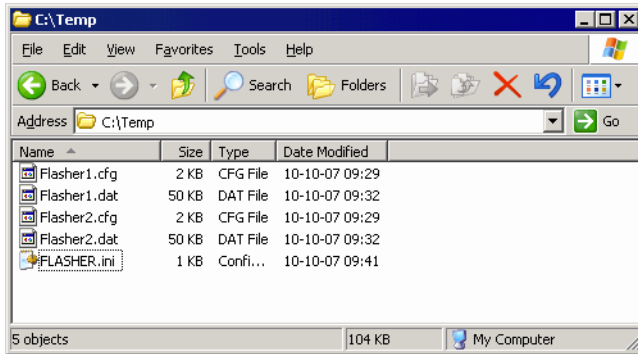 C:\Temp
File Edit View Favorites Tools Help
Back Search Folders
Address C:\Temp Go
Name Size Type Date Modified
Flasher1.cfg 2 KB CFG File 10-10-07 09:29
Flasher1.dat 50 KB DAT File 10-10-07 09:32
Flasher2.cfg 2 KB CFG File 10-10-07 09:29
Flasher2.dat 50 KB DAT File 10-10-07 09:32
FLASHER.ini 1 KB Confi... 10-10-07 09:41
5 objects 104 KB My Computer